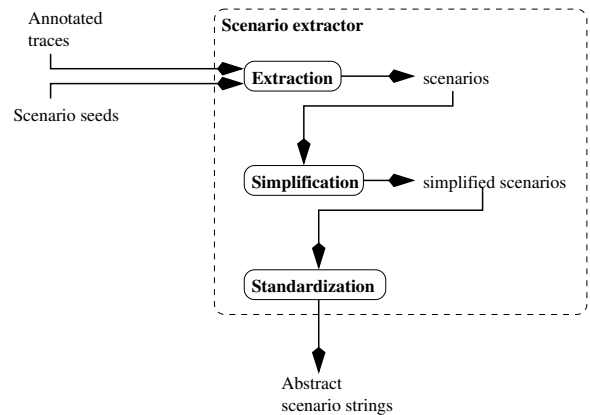 Annotated
traces
Scenario extractor
Extraction
scenarios
Scenario seeds
Simplification
simplified scenarios
Standardization
Abstract
scenario strings